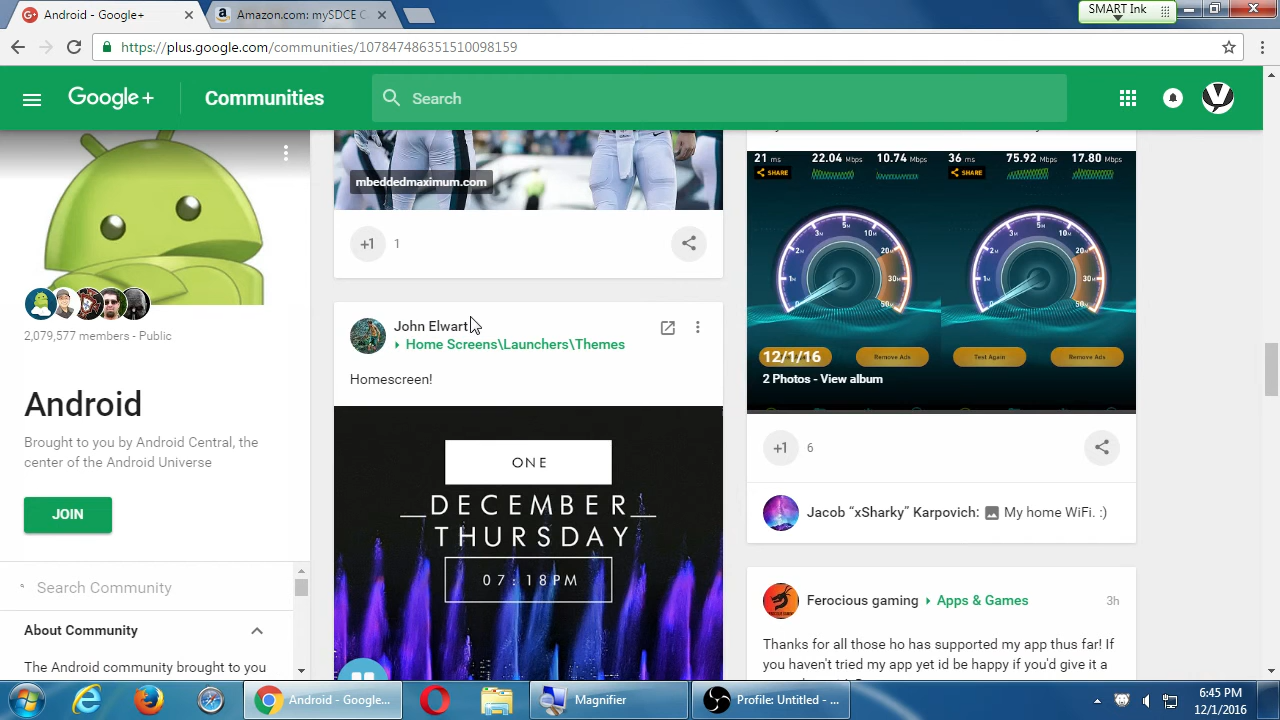 Android - Google+
Amazon.com: mySDCE C
SMART Ink
https://plus.google.com/communities/107847486351510098159
Google+
Communities
Search
2,079,577 members - Public
Android
Brought to you by Android Central, the
center of the Android Universe
JOIN
Search Community
About Community
The Android community brought to you
mbeddedmaximum.com
+1
1
John Elwart
Home Screens\Launchers\Themes
Homescreen!
ONE
DECEMBER
THURSDAY
07:18PM
21 ms
22.04 Mbps
10.74 Mbps
36 ms
75.92 Mbps
17.80 Mbps
SHARE
SHARE
12/1/16
Remove Ads
Test Again
Remove Ads
2 Photos - View album
+1
6
Jacob “xSharky” Karpovich: My home WiFi. :)
Ferocious gaming
Apps & Games
3h
Thanks for all those ho has supported my app thus far! If
you haven't tried my app yet id be happy if you'd give it a
Android - Google...
Magnifier
Profile: Untitled - ...
6:45 PM
12/1/2016